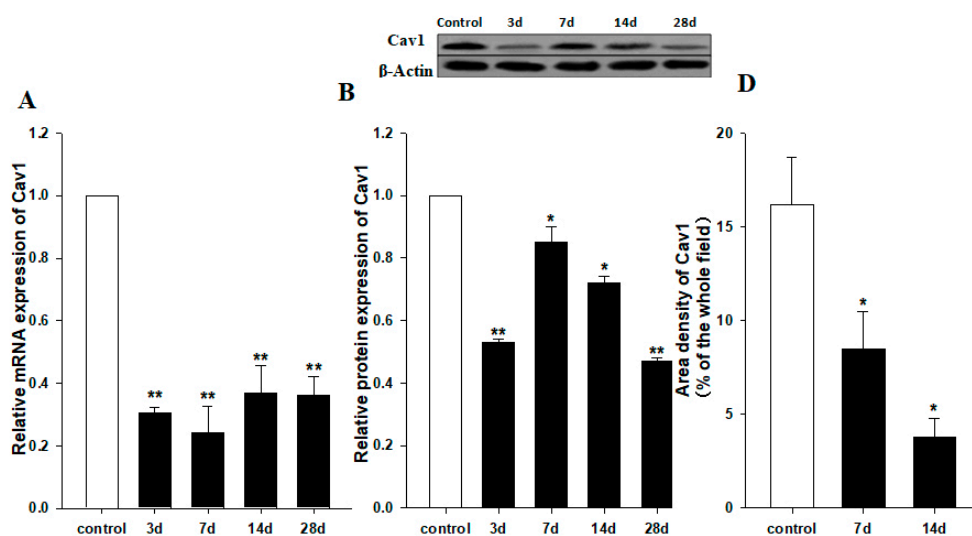 Control 3d 7d 14d 28d
Cav1
β-Actin
A
B
D
1.2
1.0
0.8
0.6
0.4
0.2
0.0
Relative mRNA expression of Cav1
** ** ** **
control 3d 7d 14d 28d
1.2
1.0
0.8
0.6
0.4
0.2
0.0
Relative protein expression of Cav1
** * * **
control 3d 7d 14d 28d
20
15
10
5
0
Area density of Cav1
(% of the whole field)
* *
control 7d 14d